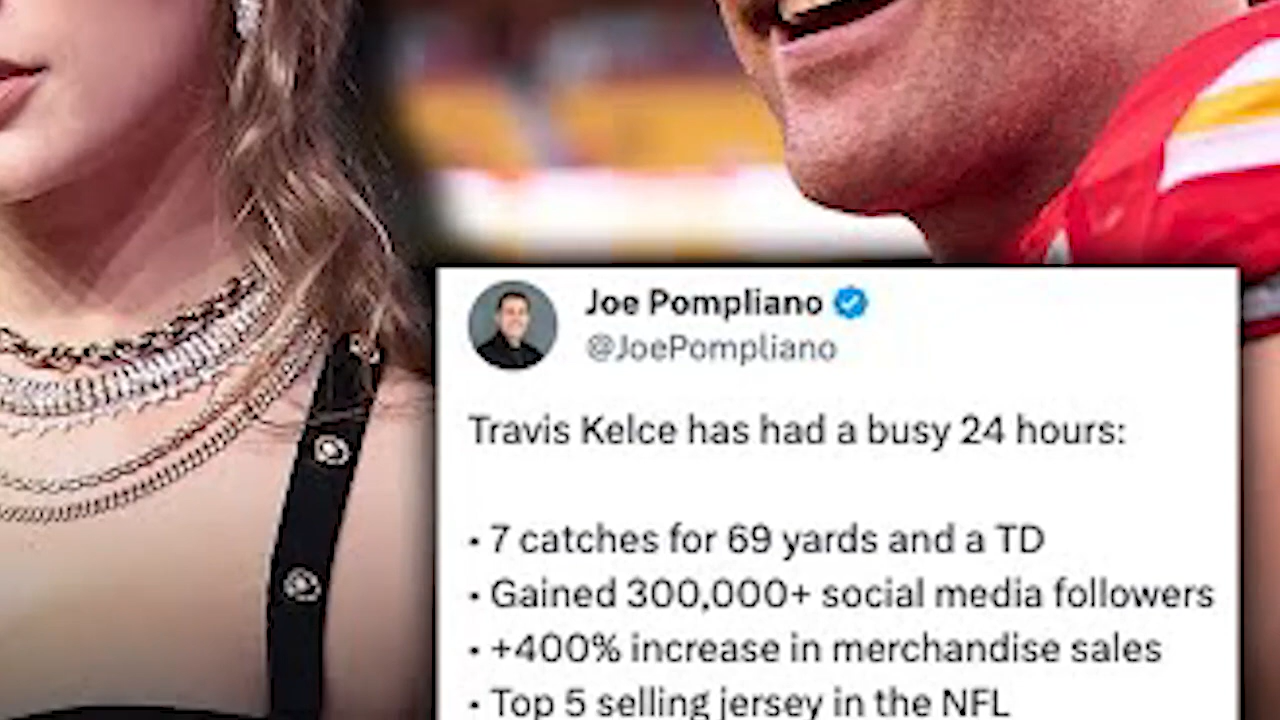 Joe Pompliano
@JoePompliano
Travis Kelce has had a busy 24 hours:
• 7 catches for 69 yards and a TD
• Gained 300,000+ social media followers
• +400% increase in merchandise sales
• Top 5 selling jersey in the NFL